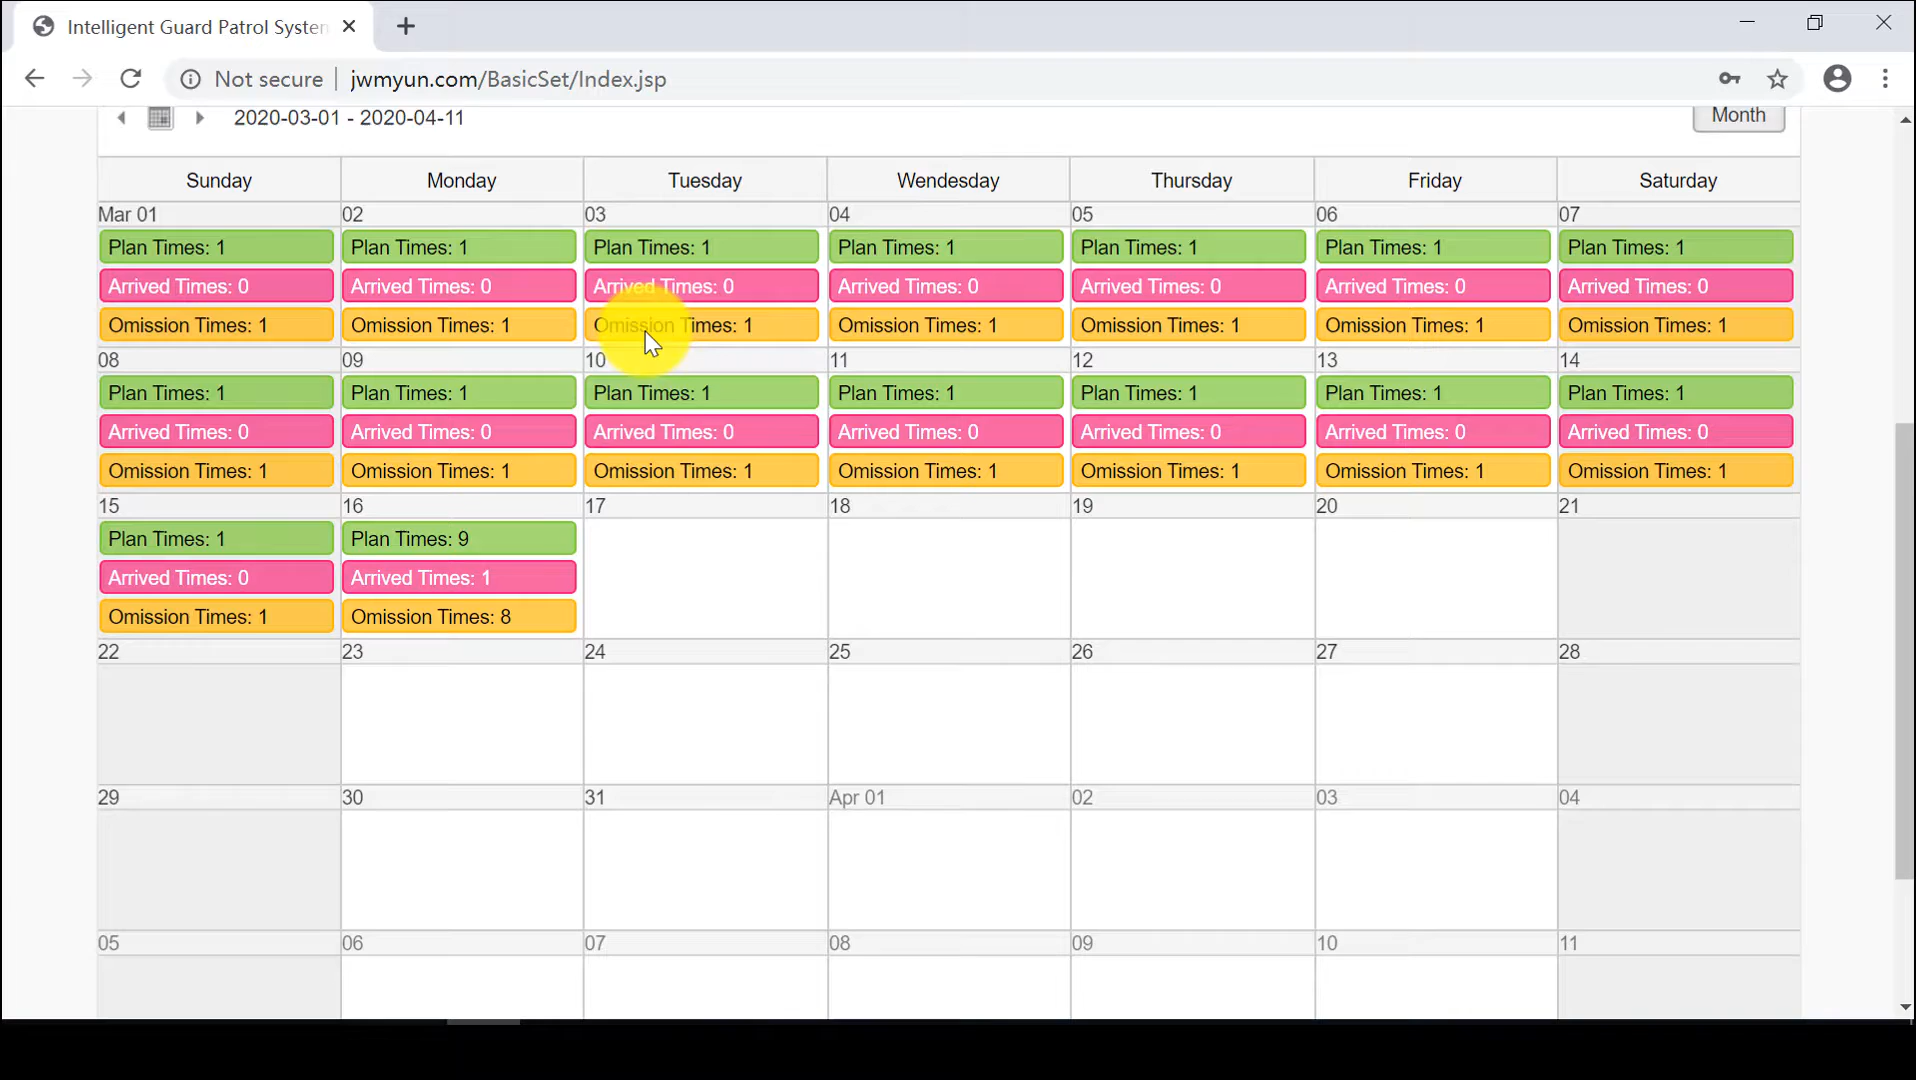 Intelligent Guard Patrol System
Not secure jwmyun.com/BasicSet/Index.jsp
2020-03-01 - 2020-04-11 Month
Sunday Monday Tuesday Wendesday Thursday Friday Saturday
Mar 01 02 03 04 05 06 07
Plan Times: 1 Plan Times: 1 Plan Times: 1 Plan Times: 1 Plan Times: 1 Plan Times: 1 Plan Times: 1
Arrived Times: 0 Arrived Times: 0 Arrived Times: 0 Arrived Times: 0 Arrived Times: 0 Arrived Times: 0 Arrived Times: 0
Omission Times: 1 Omission Times: 1 Omission Times: 1 Omission Times: 1 Omission Times: 1 Omission Times: 1 Omission Times: 1
08 09 10 11 12 13 14
Plan Times: 1 Plan Times: 1 Plan Times: 1 Plan Times: 1 Plan Times: 1 Plan Times: 1 Plan Times: 1
Arrived Times: 0 Arrived Times: 0 Arrived Times: 0 Arrived Times: 0 Arrived Times: 0 Arrived Times: 0 Arrived Times: 0
Omission Times: 1 Omission Times: 1 Omission Times: 1 Omission Times: 1 Omission Times: 1 Omission Times: 1 Omission Times: 1
15 16 17 18 19 20 21
Plan Times: 1 Plan Times: 9
Arrived Times: 0 Arrived Times: 1
Omission Times: 1 Omission Times: 8
22 23 24 25 26 27 28
29 30 31 Apr 01 02 03 04
05 06 07 08 09 10 11